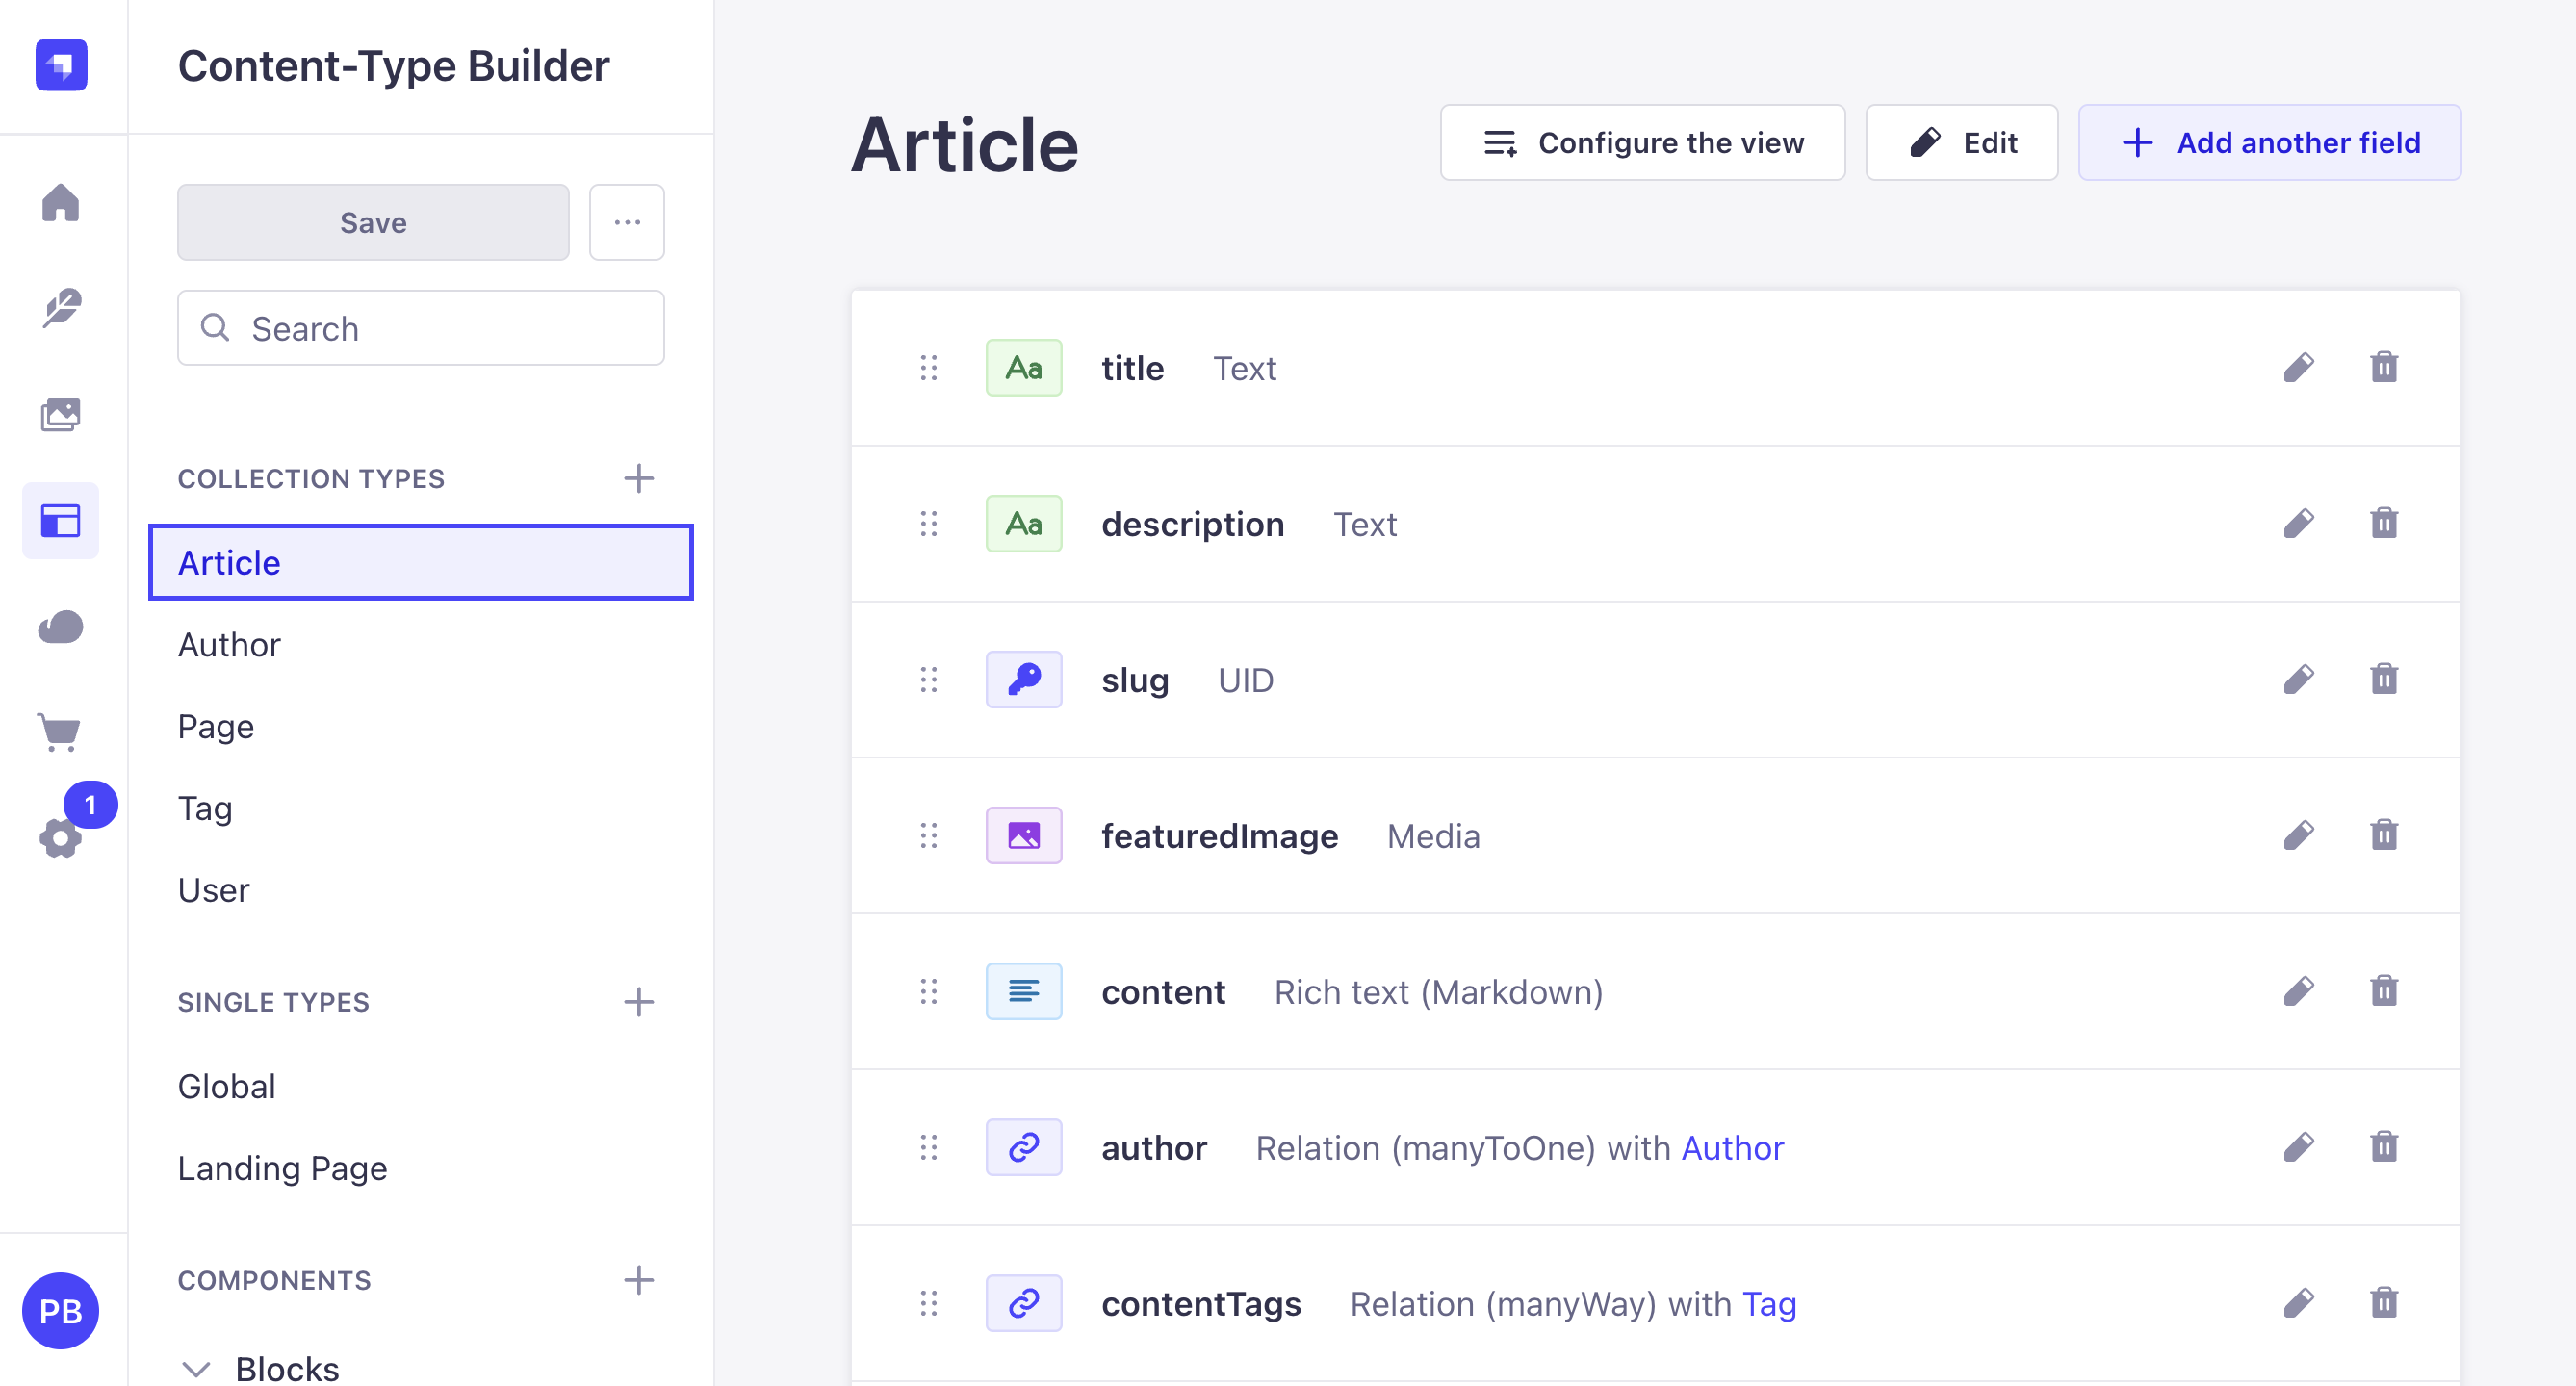 Content-Type Builder
Save
Search
COLLECTION TYPES
Article
Author
Page
Tag
User
SINGLE TYPES
Global
Landing Page
COMPONENTS
Blocks
1
PB
Article
Configure the view
Edit
Add another field
Aa title Text
Aa description Text
slug UID
featuredImage Media
content Rich text (Markdown)
author Relation (manyToOne) with Author
contentTags Relation (manyWay) with Tag